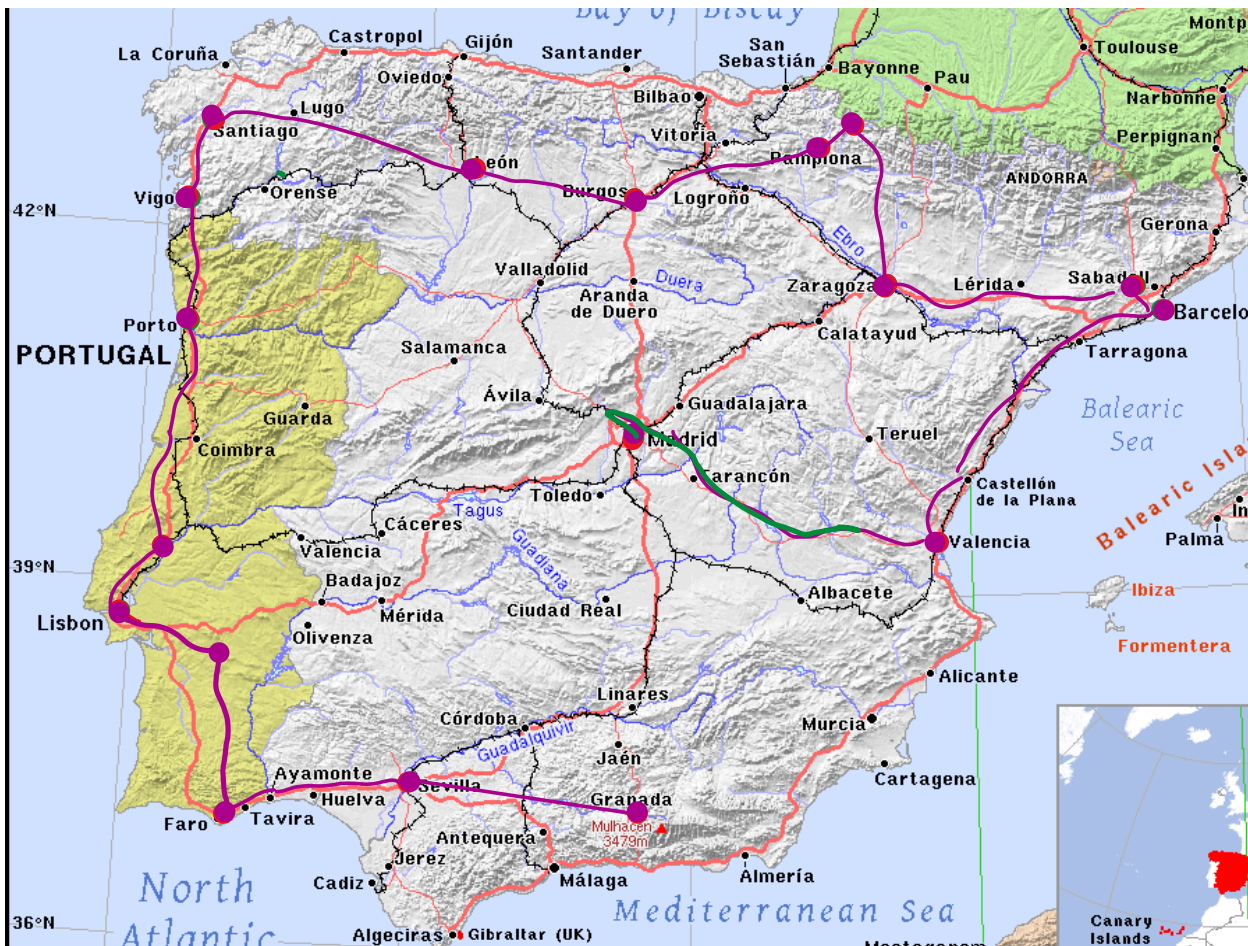 Bay of Biscay
Montp
La Coruña
Castropol
Gijón
Santander
San
Sebastián
Bayonne
Pau
Toulouse
Oviedo
Bilbao
Narbonne
Lugo
Santiago
Vitoria
Perpignan
León
Pamplona
ANDORRA
Vigo
Orense
Burgos
Logroño
42°N
Gerona
Ebro
Valladolid
Duera
Zaragoza
Lérida
Sabadell
Aranda
de Duero
Porto
Calatayud
Barcelo
PORTUGAL
Salamanca
Tarragona
Ávila
Guadalajara
Guarda
Balearic
Sea
Madrid
Teruel
Coimbra
Toledo
Tarancón
Castellón
de la Plana
Balearic Isla
In
Palma
Tagus
Cáceres
Valencia
Guadiana
Valencia
39°N
Badajoz
Ibiza
Lisbon
Mérida
Ciudad Real
Albacete
Olivenza
Formentera
Alicante
Linares
Córdoba
Murcia
Guadalquivir
Jaén
Ayamonte
Sevilla
Cartagena
Huelva
Granada
Faro
Tavira
Mulhacen
3479m
Antequera
Jerez
Cadiz
Málaga
Almería
North
Atlantic
Mediterranean Sea
36°N
Algeciras
Gibraltar (UK)
Canary
Islands
Mostaganem